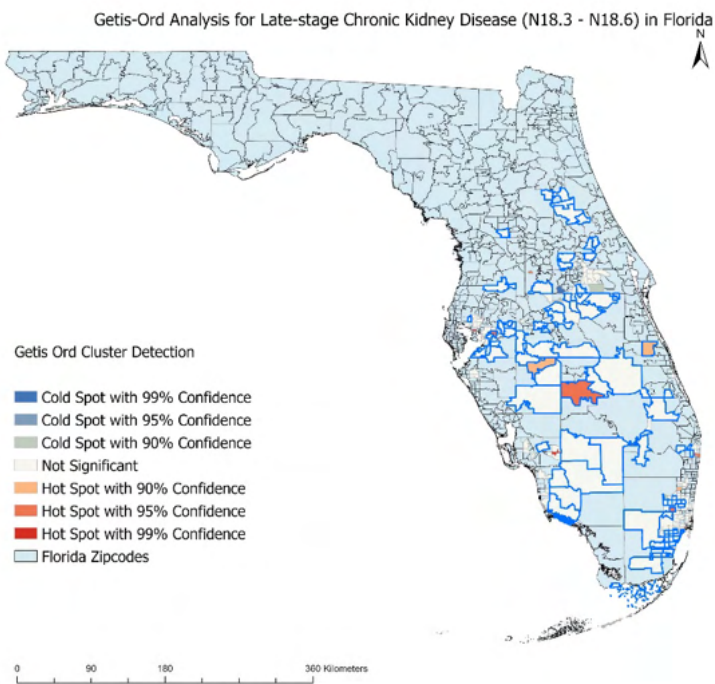 Getis-Ord Analysis for Late-stage Chronic Kidney Disease (N18.3 - N18.6) in Florida
N
Getis Ord Cluster Detection
Cold Spot with 99% Confidence
Cold Spot with 95% Confidence
Cold Spot with 90% Confidence
Not Significant
Hot Spot with 90% Confidence
Hot Spot with 95% Confidence
Hot Spot with 99% Confidence
Florida Zipcodes
0 90 180 360 Kilometers